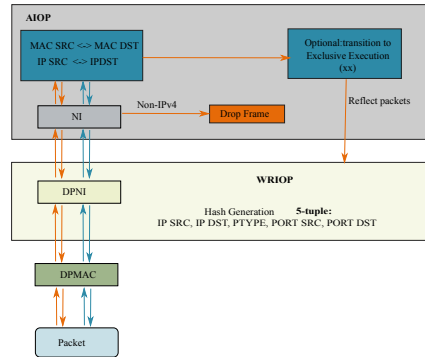 AIOP
MAC SRC <-> MAC DST
IP SRC <-> IPDST
Optional:transition to
Exclusive Execution
(xx)
Reflect packets
NI
Non-IPv4
Drop Frame
WRIOP
DPNI
Hash Generation 5-tuple:
IP SRC, IP DST, PTYPE, PORT SRC, PORT DST
DPMAC
Packet